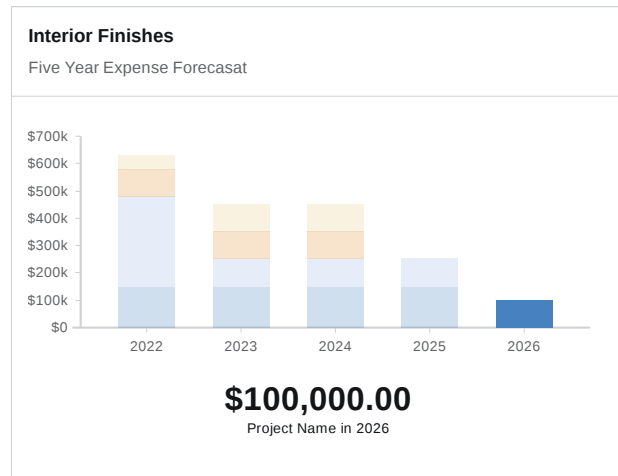 Interior Finishes
Five Year Expense Forecasat
$700k
$600k
$500k
$400k
$300k
$200k
$100k
$0
2022 2023 2024 2025 2026
$100,000.00
Project Name in 2026